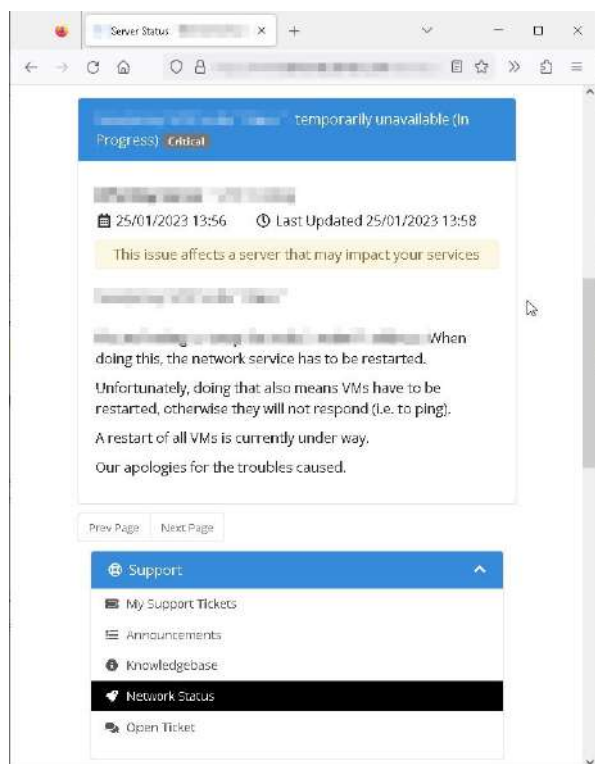 Server Status
temporarily unavailable (In
Progress) Critical
25/01/2023 13:56 Last Updated 25/01/2023 13:58
This issue affects a server that may impact your services
When
doing this, the network service has to be restarted.
Unfortunately, doing that also means VMs have to be
restarted, otherwise they will not respond (i.e. to ping).
A restart of all VMs is currently under way.
Our apologies for the troubles caused.
Prev Page Next Page
Support
My Support Tickets
Announcements
Knowledgebase
Network Status
Open Ticket